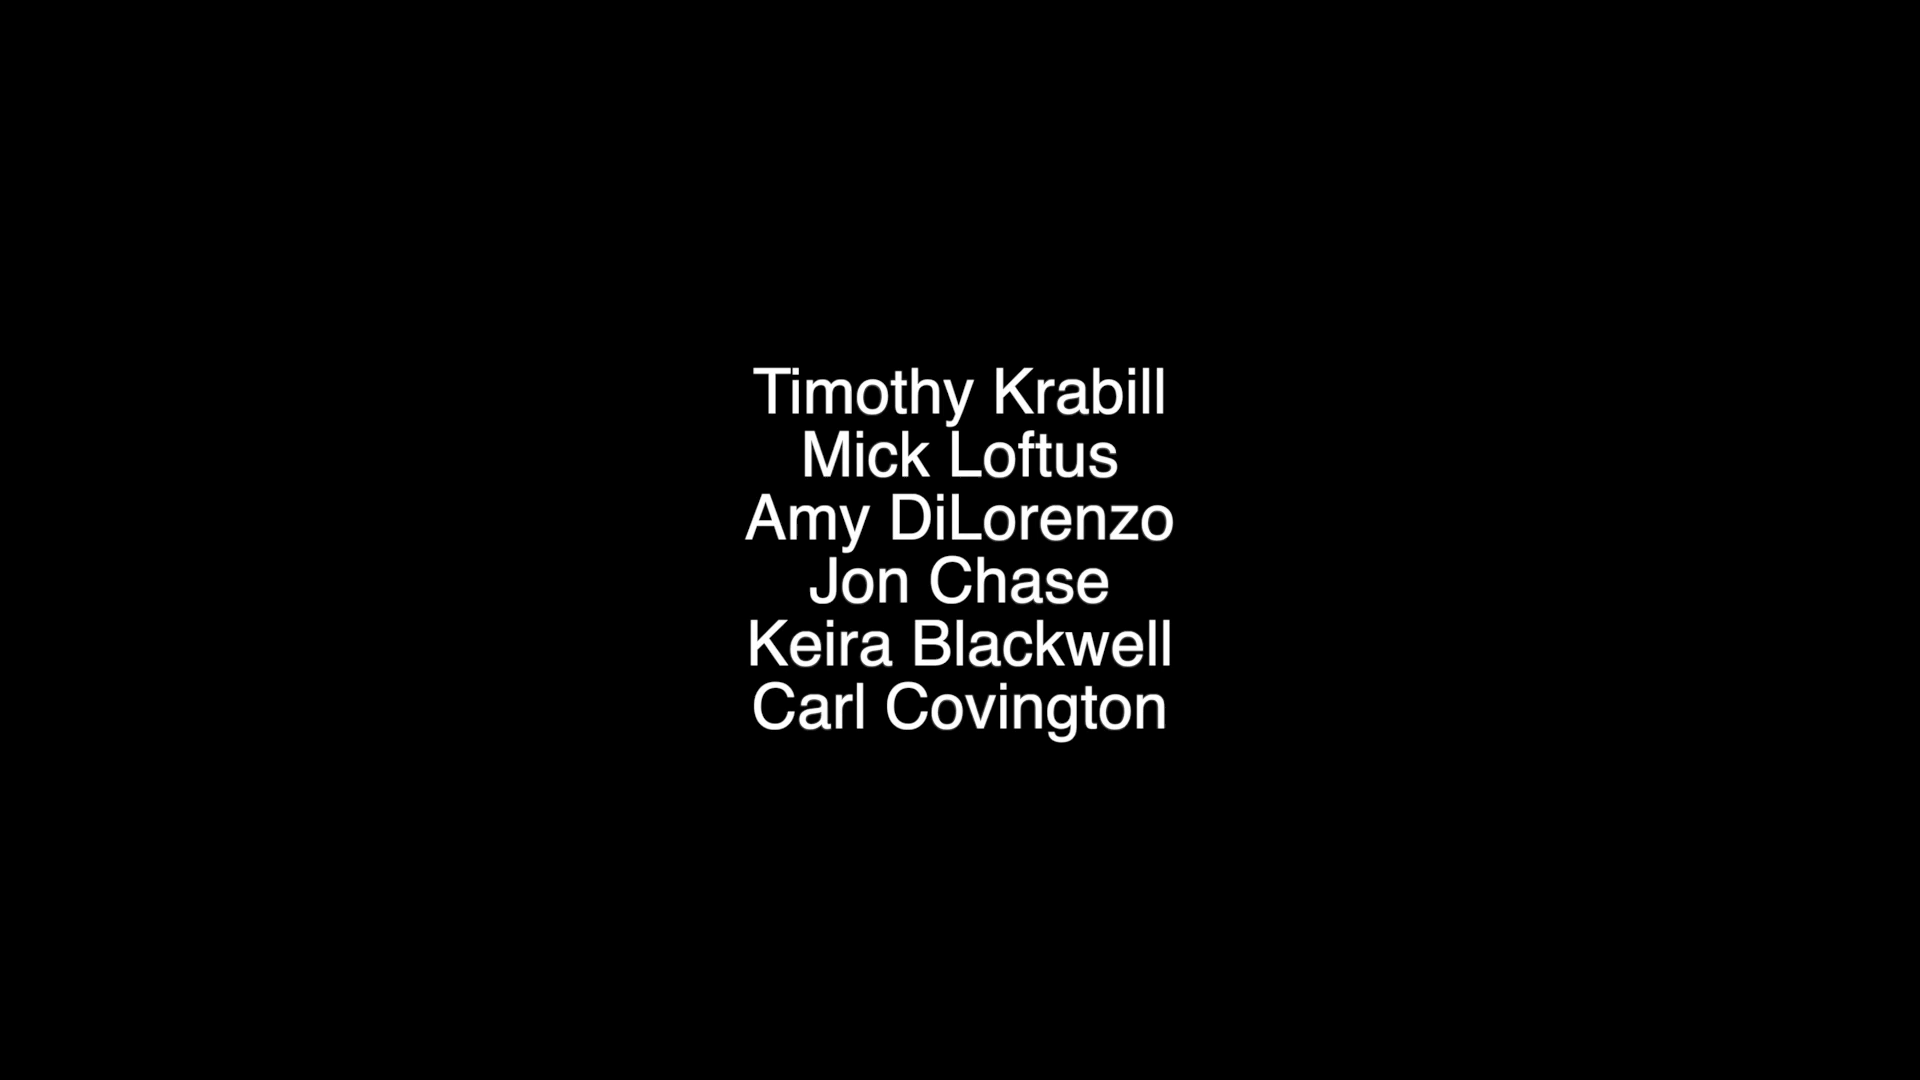 Timothy Krabill
Mick Loftus
Amy DiLorenzo
Jon Chase
Keira Blackwell
Carl Covington